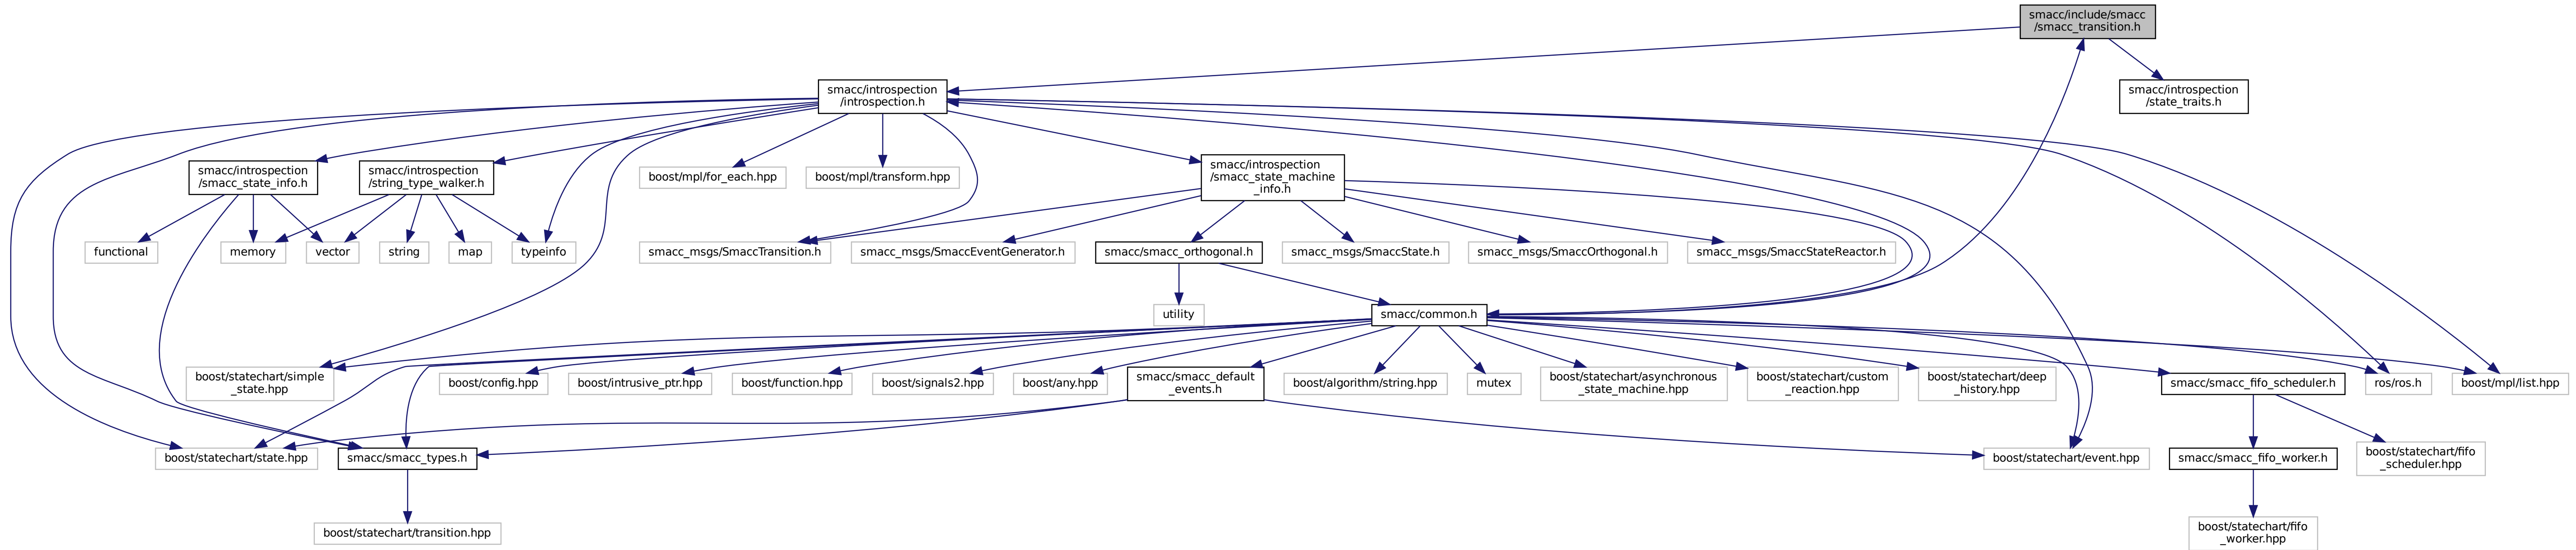 smacc/include/smacc
/smacc_transition.h
smacc/introspection
/introspection.h
smacc/introspection
/state_traits.h
smacc/introspection
/smacc_state_info.h
smacc/introspection
/string_type_walker.h
boost/mpl/for_each.hpp
boost/mpl/transform.hpp
smacc/introspection
/smacc_state_machine
_info.h
functional
memory
vector
string
map
typeinfo
smacc_msgs/SmaccTransition.h
smacc_msgs/SmaccEventGenerator.h
smacc/smacc_orthogonal.h
smacc_msgs/SmaccState.h
smacc_msgs/SmaccOrthogonal.h
smacc_msgs/SmaccStateReactor.h
utility
smacc/common.h
boost/statechart/simple
_state.hpp
boost/config.hpp
boost/intrusive_ptr.hpp
boost/function.hpp
boost/signals2.hpp
boost/any.hpp
smacc/smacc_default
_events.h
boost/algorithm/string.hpp
mutex
boost/statechart/asynchronous
_state_machine.hpp
boost/statechart/custom
_reaction.hpp
boost/statechart/deep
_history.hpp
smacc/smacc_fifo_scheduler.h
ros/ros.h
boost/mpl/list.hpp
boost/statechart/state.hpp
smacc/smacc_types.h
boost/statechart/event.hpp
smacc/smacc_fifo_worker.h
boost/statechart/fifo
_scheduler.hpp
boost/statechart/transition.hpp
boost/statechart/fifo
_worker.hpp